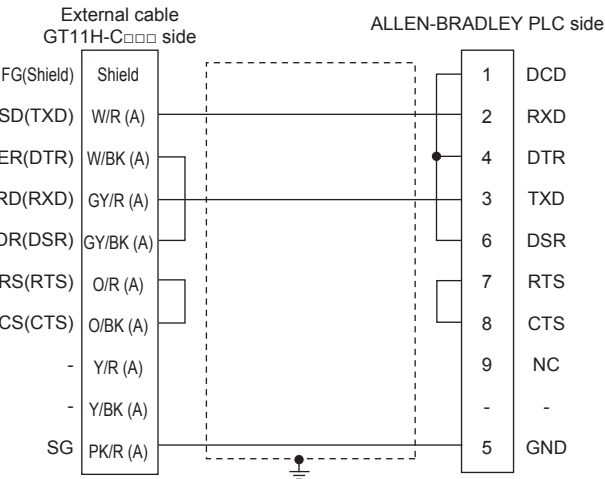 External cable
GT11H-C□□□ side
ALLEN-BRADLEY PLC side
FG(Shield) Shield 1 DCD
SD(TXD) W/R (A) 2 RXD
ER(DTR) W/BK (A) 4 DTR
RD(RXD) GY/R (A) 3 TXD
DR(DSR) GY/BK (A) 6 DSR
RS(RTS) O/R (A) 7 RTS
CS(CTS) O/BK (A) 8 CTS
- Y/R (A) 9 NC
- Y/BK (A) - -
SG PK/R (A) 5 GND